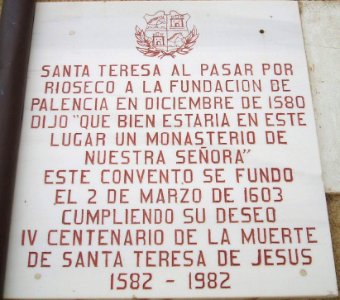 SANTA TERESA AL PASAR POR
RIOSECO A LA FUNDACION DE
PALENCIA EN DICIEMBRE DE 1580
DIJO "QUE BIEN ESTARIA EN ESTE
LUGAR UN MONASTERIO DE
NUESTRA SEÑORA"
ESTE CONVENTO SE FUNDO
EL 2 DE MARZO DE 1603
CUMPLIENDO SU DESEO
IV CENTENARIO DE LA MUERTE
DE SANTA TERESA DE JESUS
1582 - 1982